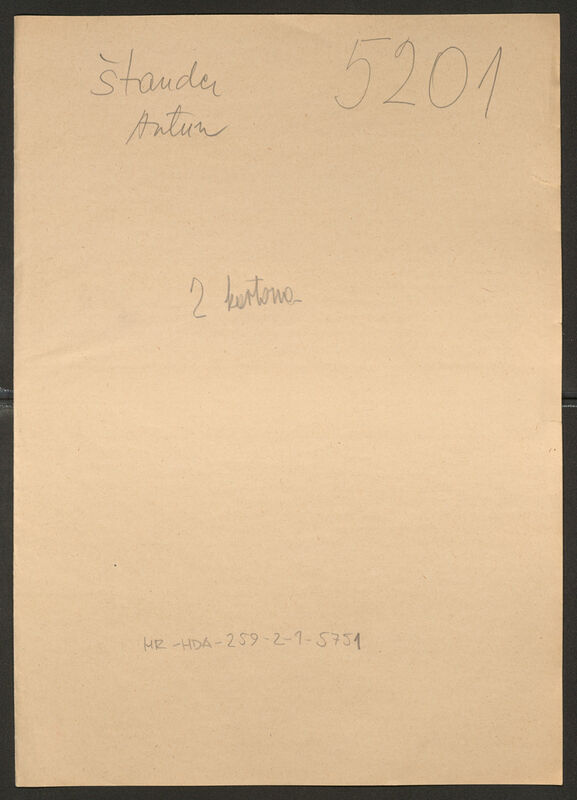 Štander 5201
Antun
2 kartona
HR-HDA-259-2-1-5751